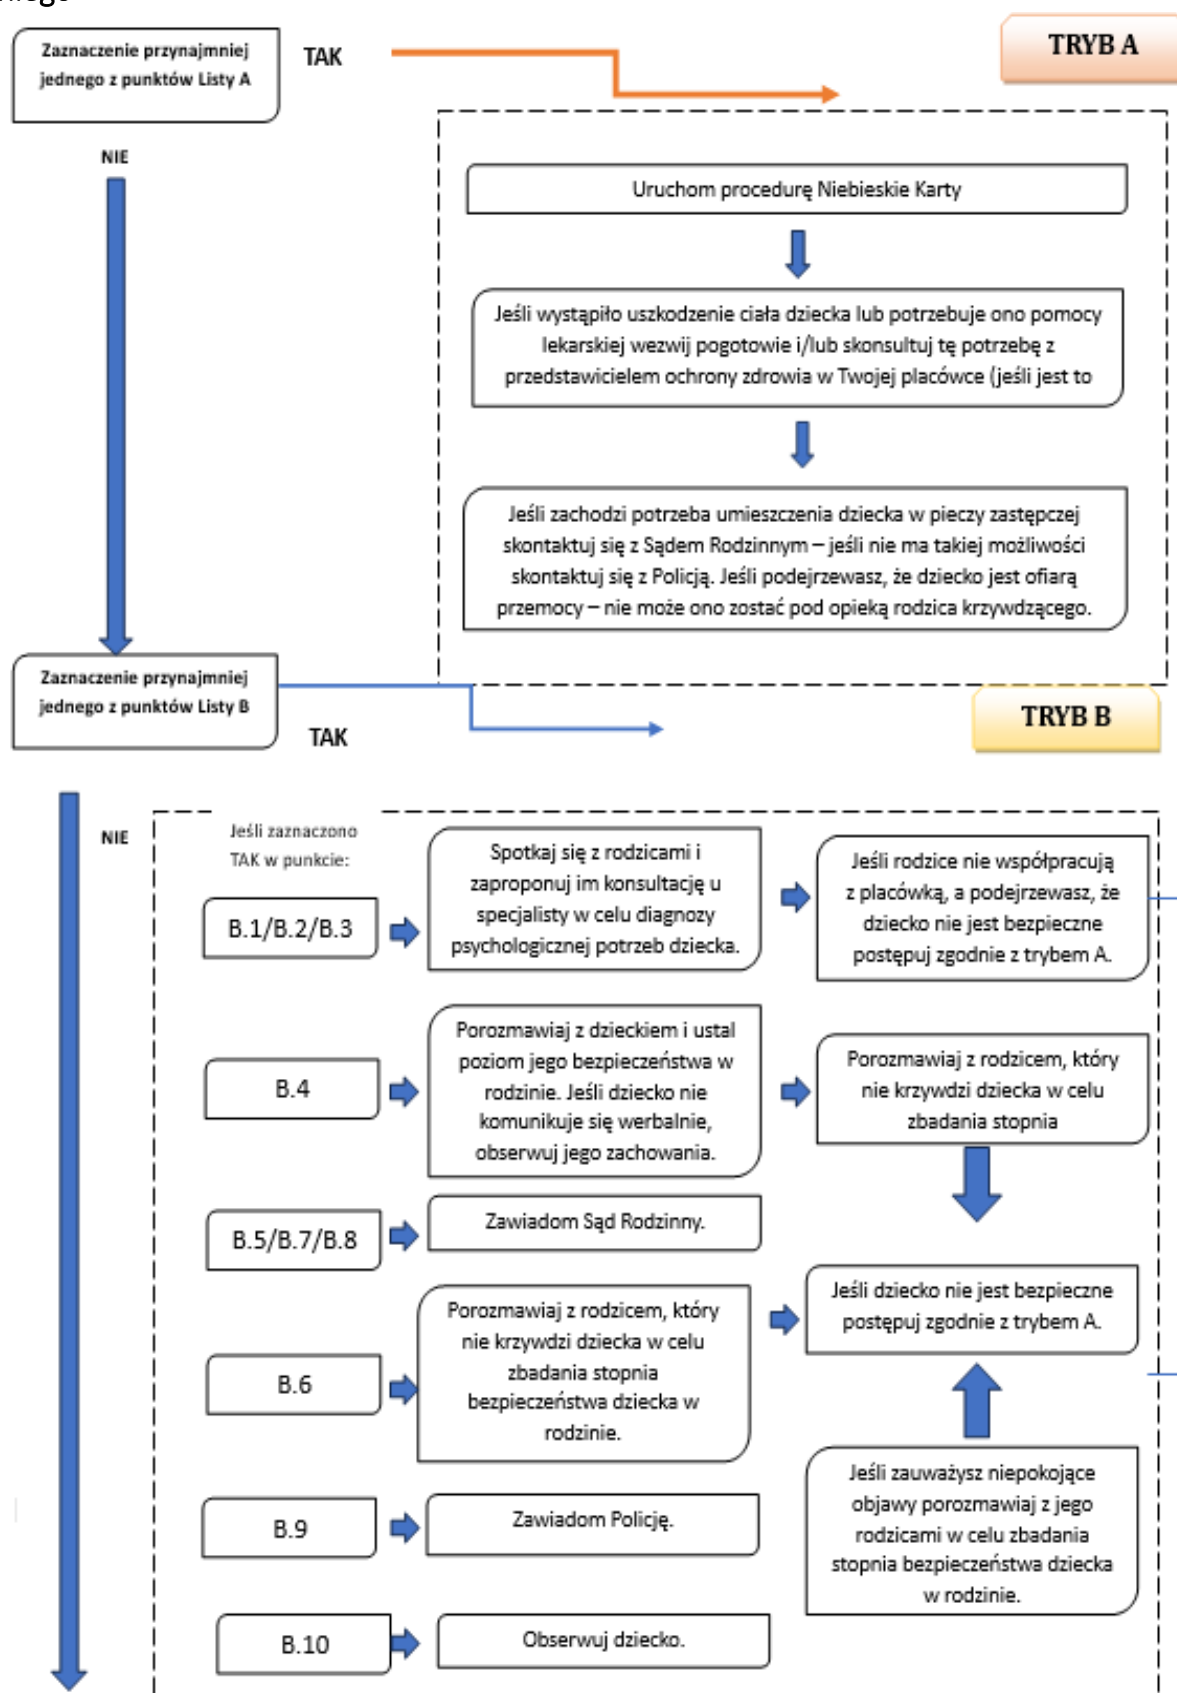 Zaznaczenie przynajmniej
jednego z punktów Listy A
TAK
TRYB A
NIE
Uruchom procedurę Niebieskie Karty
Jeśli wystąpiło uszkodzenie ciała dziecka lub potrzebuje ono pomocy
lekarskiej wezwij pogotowie i/lub skonsultuj tę potrzebę z
przedstawicielem ochrony zdrowia w Twojej placówce (jeśli jest to
Jeśli zachodzi potrzeba umieszczenia dziecka w pieczy zastępczej
skontaktuj się z Sądem Rodzinnym – jeśli nie ma takiej możliwości
skontaktuj się z Policją. Jeśli podejrzewasz, że dziecko jest ofiarą
przemocy – nie może ono zostać pod opieką rodzica krzywdzącego.
Zaznaczenie przynajmniej
jednego z punktów Listy B
TAK
TRYB B
NIE
Jeśli zaznaczono
TAK w punkcie:
B.1/B.2/B.3
Spotkaj się z rodzicami i
zaproponuj im konsultację u
specjalisty w celu diagnozy
psychologicznej potrzeb dziecka.
Jeśli rodzice nie współpracują
z placówką, a podejrzewasz, że
dziecko nie jest bezpieczne
postępuj zgodnie z trybem A.
B.4
Porozmawiaj z dzieckiem i ustal
poziom jego bezpieczeństwa w
rodzinie. Jeśli dziecko nie
komunikuje się werbalnie,
obserwuj jego zachowania.
Porozmawiaj z rodzicem, który
nie krzywdzi dziecka w celu
zbadania stopnia
B.5/B.7/B.8
Zawiadom Sąd Rodzinny.
Jeśli dziecko nie jest bezpieczne
postępuj zgodnie z trybem A.
B.6
Porozmawiaj z rodzicem, który
nie krzywdzi dziecka w celu
zbadania stopnia
bezpieczeństwa dziecka w
rodzinie.
Jeśli zauważysz niepokojące
objawy porozmawiaj z jego
rodzicami w celu zbadania
stopnia bezpieczeństwa dziecka
w rodzinie.
B.9
Zawiadom Policję.
B.10
Obserwuj dziecko.